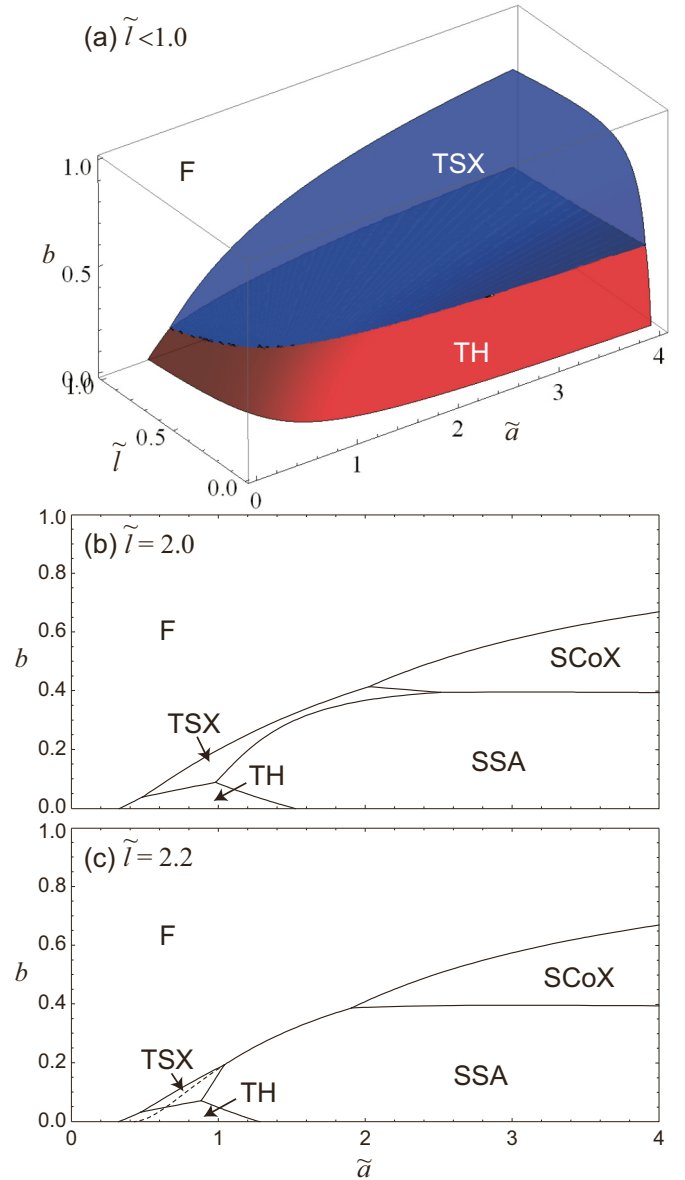 (a) l̃ <1.0
F
TSX
TH
1.0
b 0.5
0.0
1.0
l̃ 0.5
0.0
0 1 2 3 4
ã
1.0
(b) l̃ = 2.0
0.8
F
b 0.6
SCoX
0.4
TSX
0.2
TH
SSA
0.0
1.0
(c) l̃ = 2.2
0.8
F
b 0.6
SCoX
0.4
TSX
0.2
TH
SSA
0.0
0 1 2 3 4
ã